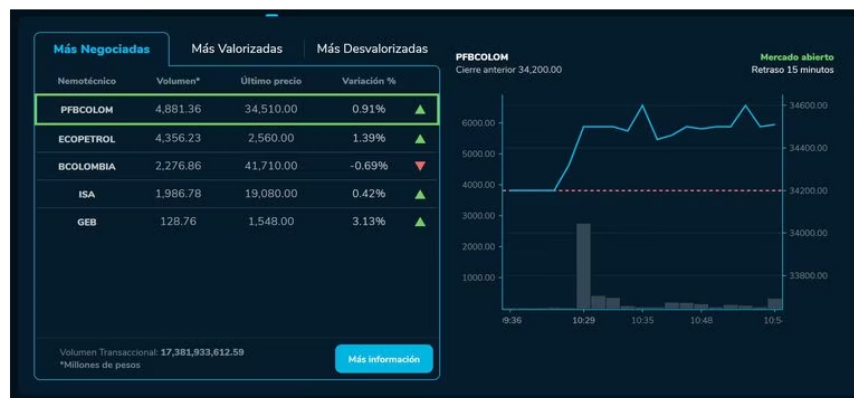 Más Negociadas Más Valorizadas Más Desvalorizadas
Nemotécnico Volumen* Último precio Variación %
PFBCOLOM 4,881.36 34,510.00 0.91%
ECOPETROL 4,356.23 2,560.00 1.39%
BCOLOMBIA 2,276.86 41,710.00 -0.69%
ISA 1,986.78 19,080.00 0.42%
GEB 128.76 1,548.00 3.13%
Volumen Transaccional: 17,381,933,612.59
*Millones de pesos
Más información
PFBCOLOM Mercado abierto
Cierre anterior 34,200.00 Retraso 15 minutos
34600.00
6000.00
5000.00 34400.00
4000.00 34200.00
3000.00 34000.00
2000.00
1000.00 33800.00
9:36 10:29 10:35 10:48 10:5